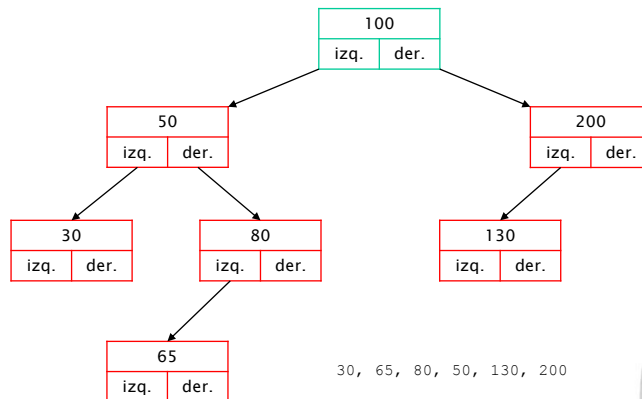 100
izq. der.
50
izq. der.
200
izq. der.
30
izq. der.
80
izq. der.
130
izq. der.
65
izq. der.
30, 65, 80, 50, 130, 200